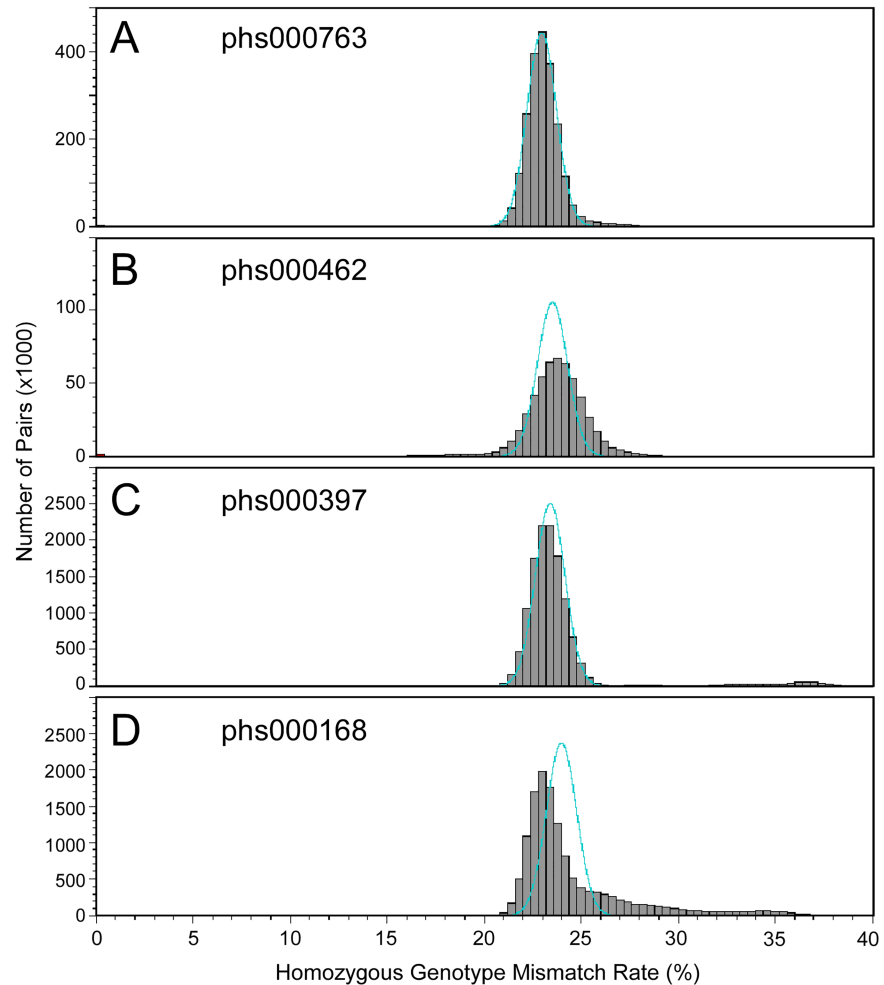 A phs000763
400
200
0
B phs000462
100
50
0
Number of Pairs (x1000)
C phs000397
2500
2000
1500
1000
500
0
D phs000168
2500
2000
1500
1000
500
0
0 5 10 15 20 25 30 35 40
Homozygous Genotype Mismatch Rate (%)